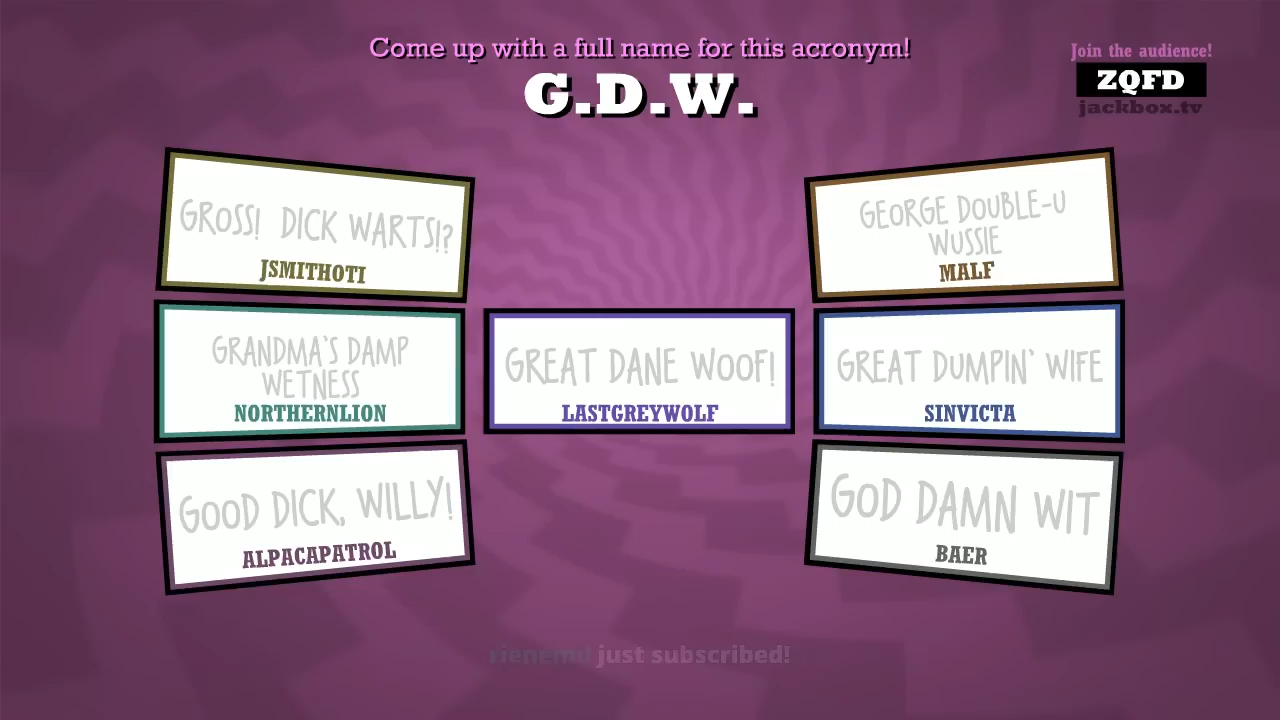 Come up with a full name for this acronym!
G.D.W.
Join the audience!
ZQFD
jackbox.tv
GROSS! DICK WARTS!?
JSMITHOTI
GEORGE DOUBLE-U
WUSSIE
MALF
GRANDMA'S DAMP
WETNESS
NORTHERNLION
GREAT DANE WOOF!
LASTGREYWOLF
GREAT DUMPIN' WIFE
SINVICTA
GOOD DICK, WILLY!
ALPACAPATROL
GOD DAMN WIT
BAER
just subscribed!